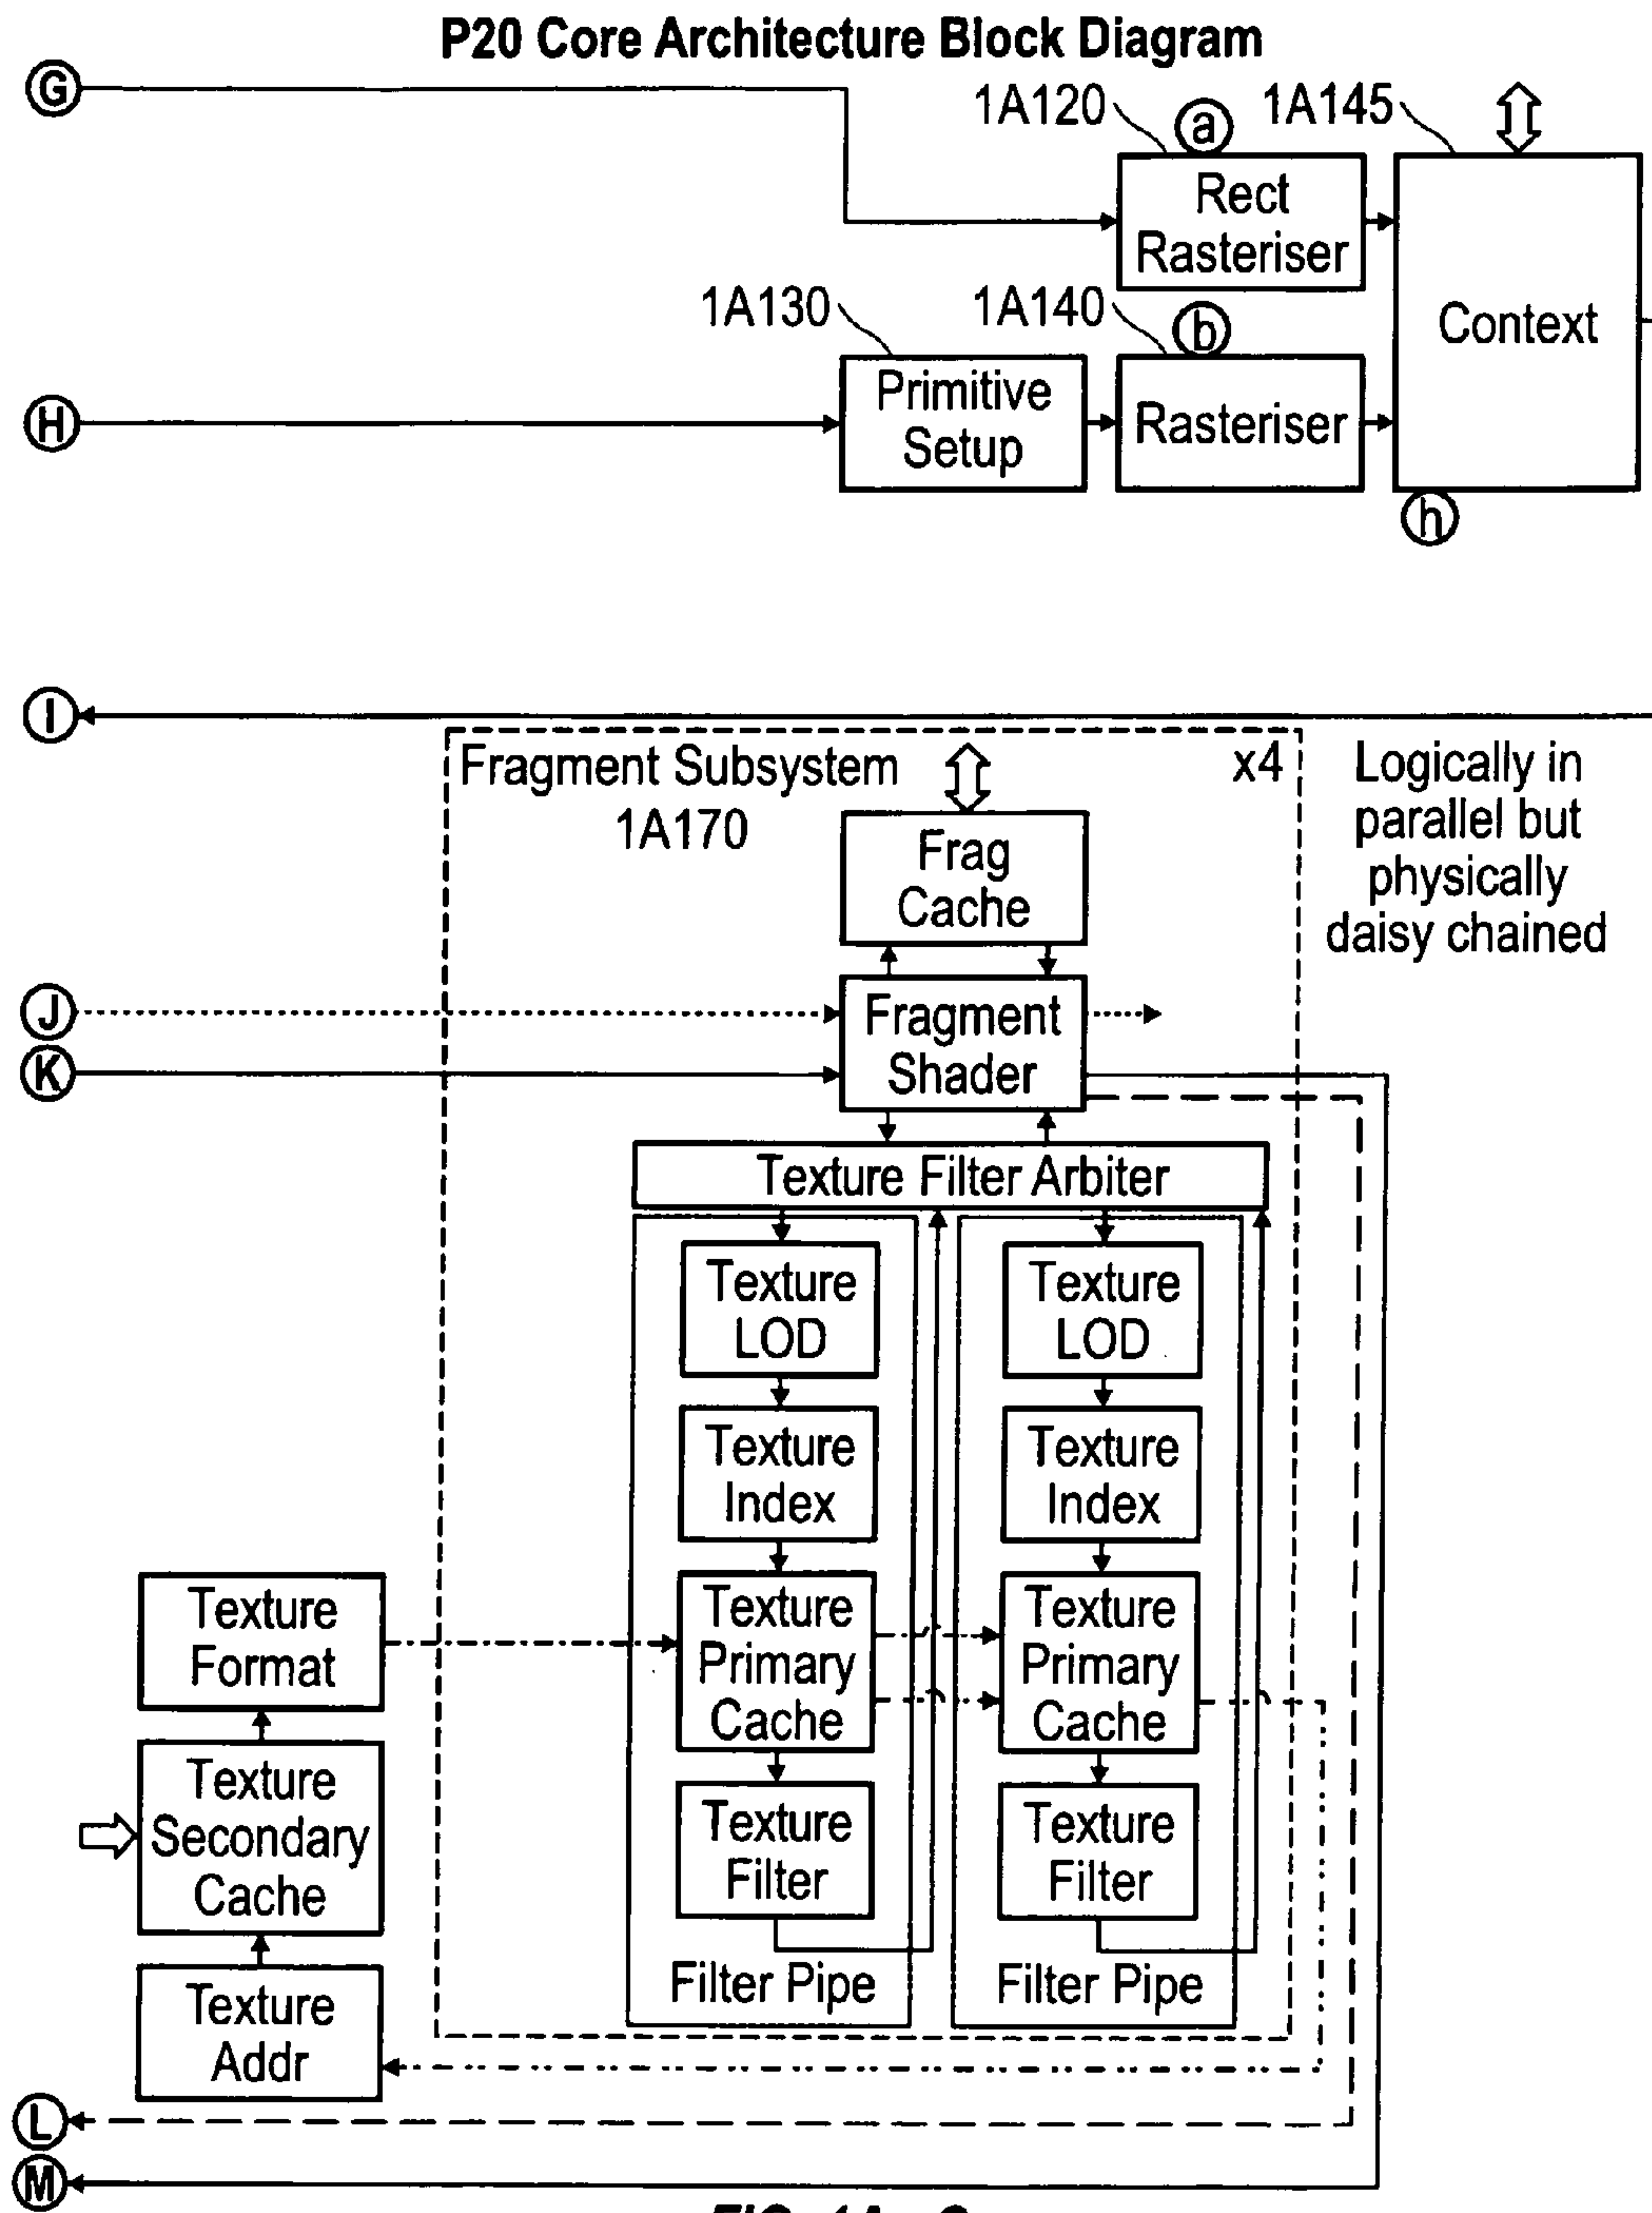 P20 Core Architecture Block Diagram
G
1A120
a
1A145
Rect
Rasteriser
Context
1A130
1A140
b
H
Primitive
Setup
Rasteriser
h
I
Fragment Subsystem
1A170
x4
Logically in
parallel but
physically
daisy chained
Frag
Cache
J
K
Fragment
Shader
Texture Filter Arbiter
Texture
LOD
Texture
LOD
Texture
Index
Texture
Index
Texture
Format
Texture
Primary
Cache
Texture
Primary
Cache
Texture
Secondary
Cache
Texture
Filter
Texture
Filter
Filter Pipe
Filter Pipe
Texture
Addr
L
M